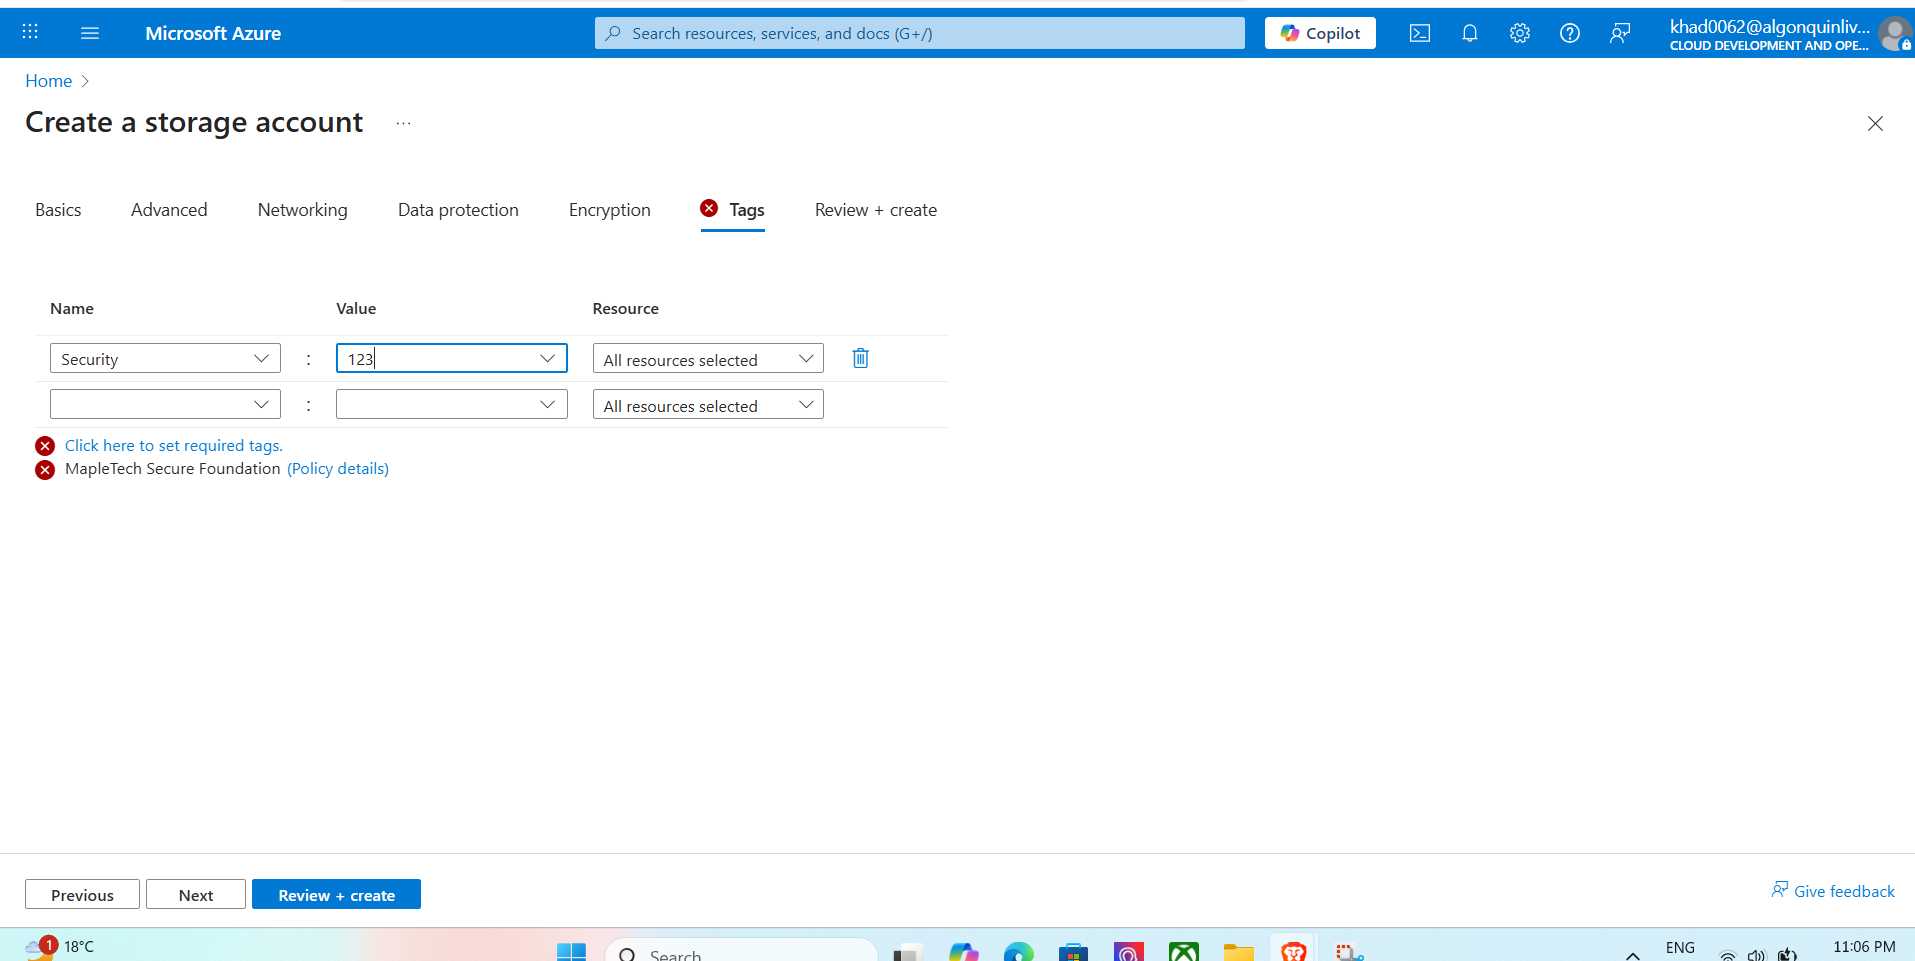 Microsoft Azure
Search resources, services, and docs (G+/)
Copilot
khad0062@algonquinliv...
CLOUD DEVELOPMENT AND OPE...
Home
Create a storage account
...
Basics
Advanced
Networking
Data protection
Encryption
Tags
Review + create
Name
Value
Resource
Security
:
123
All resources selected
:
All resources selected
Click here to set required tags.
MapleTech Secure Foundation (Policy details)
Previous
Next
Review + create
Give feedback
1
18°C
Search
ENG
11:06 PM